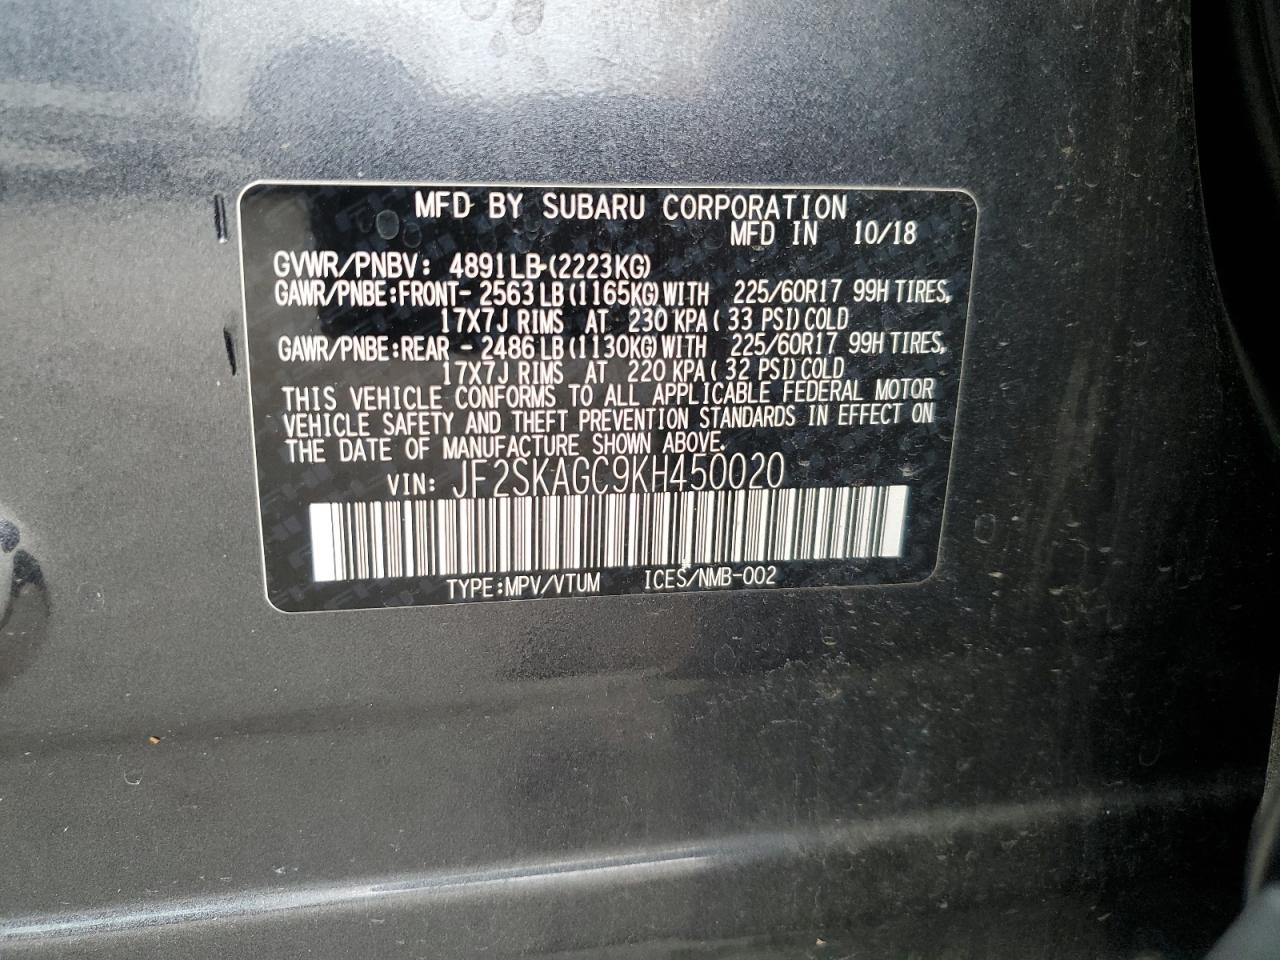 MFD BY SUBARU CORPORATION
MFD IN 10/18
GVWR/PNBV: 4891LB (2223KG)
GAWR/PNBE:FRONT- 2563 LB (1165KG) WITH 225/60R17 99H TIRES,
17X7J RIMS AT 230 KPA ( 33 PSI) COLD
GAWR/PNBE:REAR - 2486 LB (1130KG) WITH 225/60R17 99H TIRES,
17X7J RIMS AT 220 KPA ( 32 PSI) COLD
THIS VEHICLE CONFORMS TO ALL APPLICABLE FEDERAL MOTOR
VEHICLE SAFETY AND THEFT PREVENTION STANDARDS IN EFFECT ON
THE DATE OF MANUFACTURE SHOWN ABOVE.
VIN: JF2SKAGC9KH450020
TYPE:MPV/VTUM ICES/NMB-002